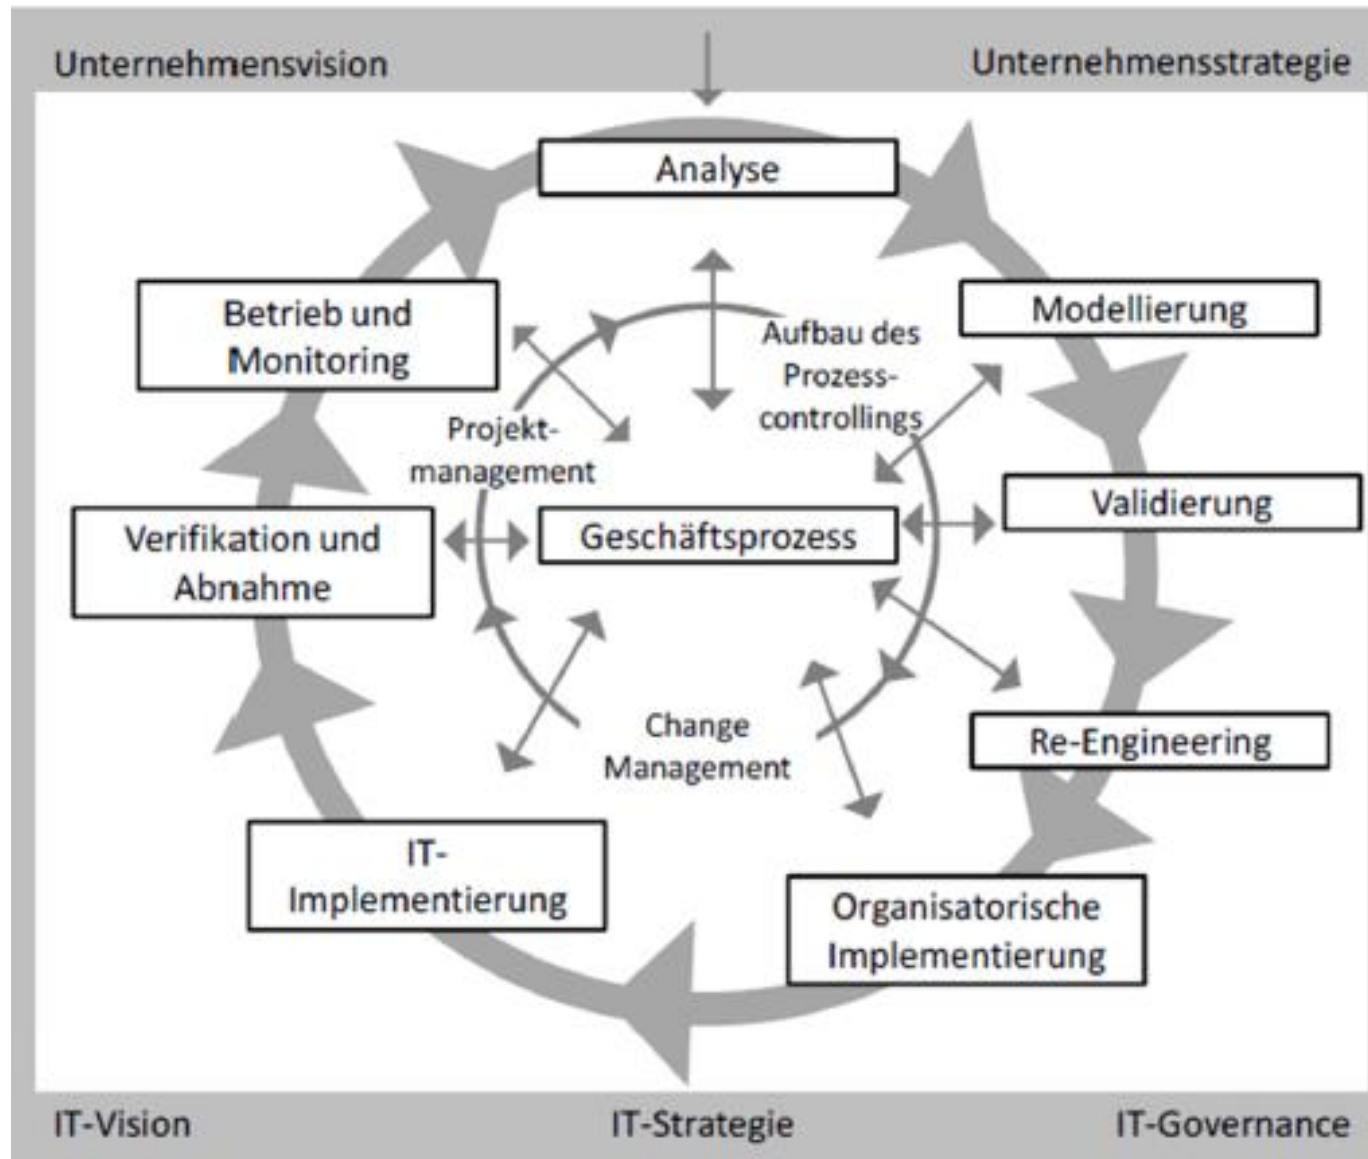 Unternehmensvision
Unternehmensstrategie
Analyse
Betrieb und
Monitoring
Modellierung
Aufbau des
Prozess-
controllings
Projekt-
management
Verifikation und
Abnahme
Geschäftsprozess
Validierung
Change
Management
Re-Engineering
IT-
Implementierung
Organisatorische
Implementierung
IT-Vision
IT-Strategie
IT-Governance